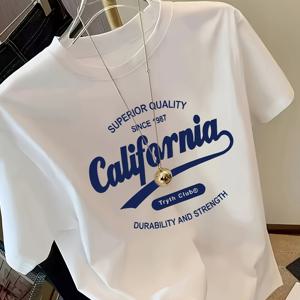 SUPERIOR QUALITY
SINCE 1987
California
Tryth Club®
DURABILITY AND STRENGTH